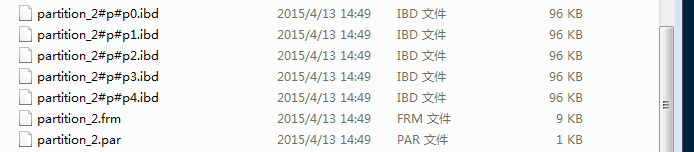 partition_2#p#p0.ibd 2015/4/13 14:49 IBD 文件 96 KB
partition_2#p#p1.ibd 2015/4/13 14:49 IBD 文件 96 KB
partition_2#p#p2.ibd 2015/4/13 14:49 IBD 文件 96 KB
partition_2#p#p3.ibd 2015/4/13 14:49 IBD 文件 96 KB
partition_2#p#p4.ibd 2015/4/13 14:49 IBD 文件 96 KB
partition_2.frm 2015/4/13 14:49 FRM 文件 9 KB
partition_2.par 2015/4/13 14:49 PAR 文件 1 KB